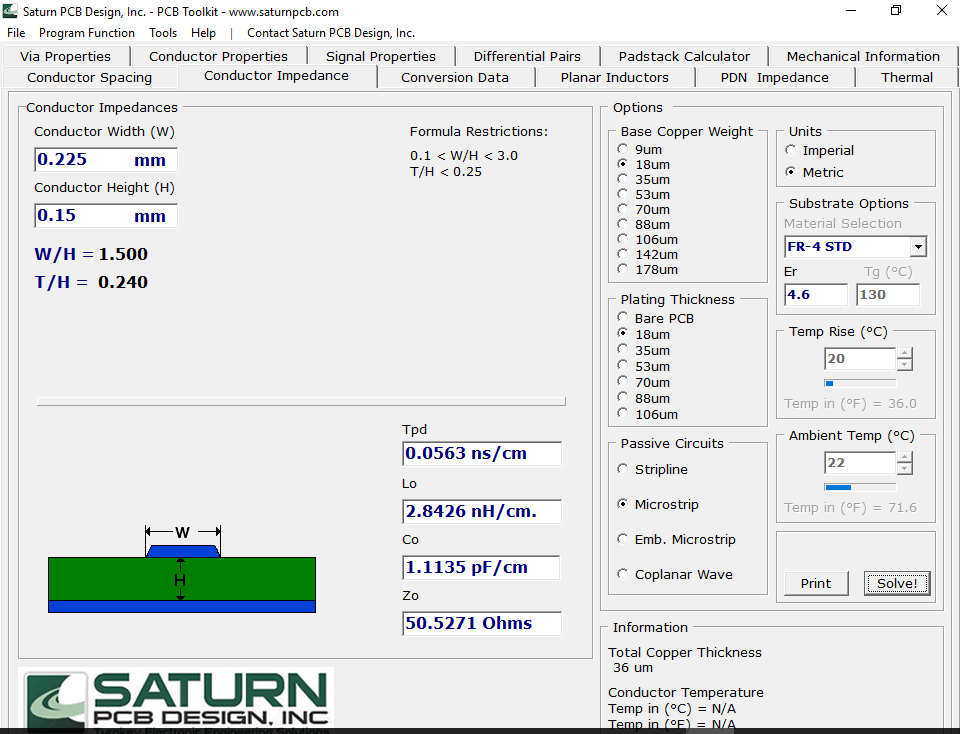 Saturn PCB Design, Inc. - PCB Toolkit - www.saturnpcb.com
File Program Function Tools Help | Contact Saturn PCB Design, Inc.
Via Properties Conductor Properties Signal Properties Differential Pairs Padstack Calculator Mechanical Information
Conductor Spacing Conductor Impedance Conversion Data Planar Inductors PDN Impedance Thermal
Conductor Impedances
Conductor Width (W)
0.225 mm
Conductor Height (H)
0.15 mm
W/H = 1.500
T/H = 0.240
Formula Restrictions:
0.1 < W/H < 3.0
T/H < 0.25
W
H
Tpd
0.0563 ns/cm
Lo
2.8426 nH/cm.
Co
1.1135 pF/cm
Zo
50.5271 Ohms
SATURN
PCB DESIGN, INC
Turnkey Electronic Engineering Solutions
Options
Base Copper Weight
9um
18um
35um
53um
70um
88um
106um
142um
178um
Plating Thickness
Bare PCB
18um
35um
53um
70um
88um
106um
Passive Circuits
Stripline
Microstrip
Emb. Microstrip
Coplanar Wave
Units
Imperial
Metric
Substrate Options
Material Selection
FR-4 STD
Er Tg (°C)
4.6 130
Temp Rise (°C)
20
Temp in (°F) = 36.0
Ambient Temp (°C)
22
Temp in (°F) = 71.6
Print Solve!
Information
Total Copper Thickness
36 um
Conductor Temperature
Temp in (°C) = N/A
Temp in (°F) = N/A